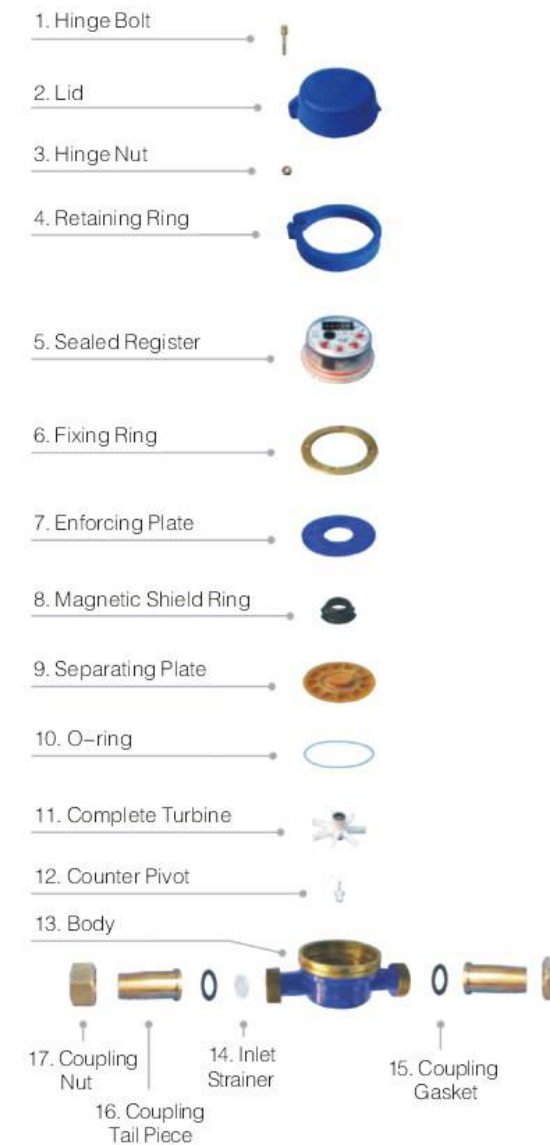 1. Hinge Bolt
2. Lid
3. Hinge Nut
4. Retaining Ring
5. Sealed Register
6. Fixing Ring
7. Enforcing Plate
8. Magnetic Shield Ring
9. Separating Plate
10. O-ring
11. Complete Turbine
12. Counter Pivot
13. Body
17. Coupling
Nut
16. Coupling
Tail Piece
14. Inlet
Strainer
15. Coupling
Gasket